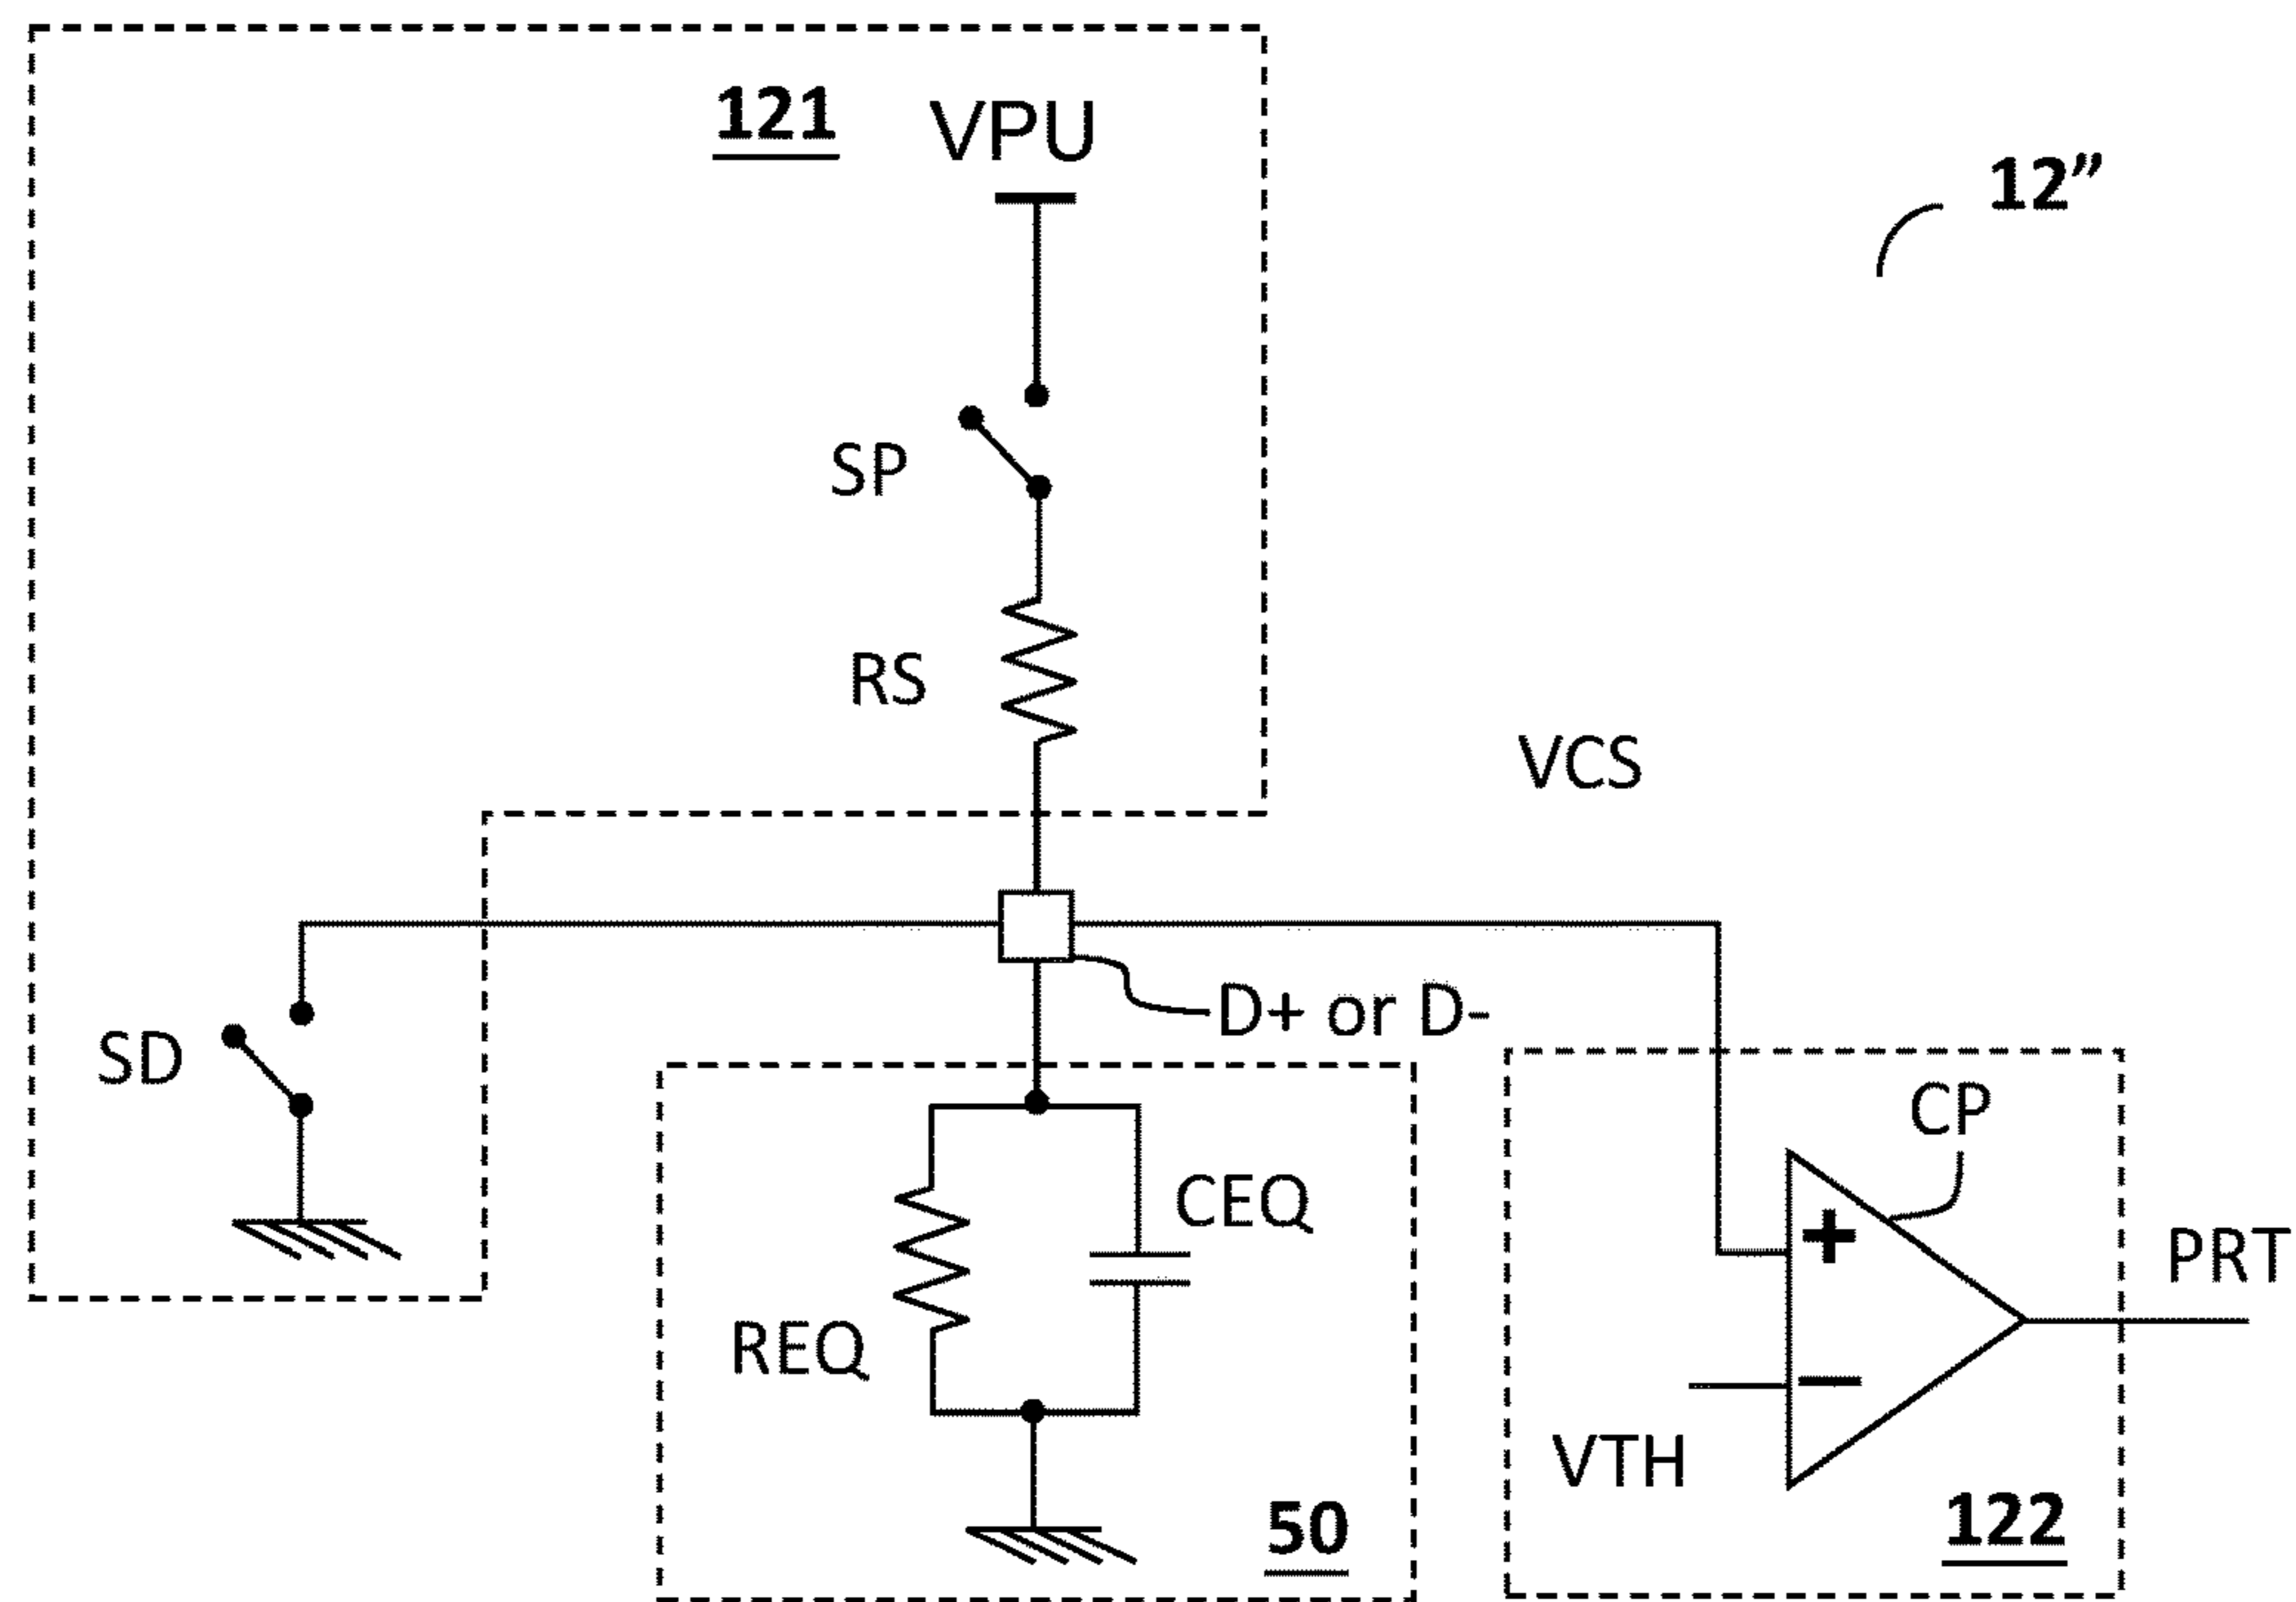 121
VPU
12”
SP
RS
VCS
D+ or D-
SD
CP
CEQ
+
PRT
REQ
−
VTH
122
50